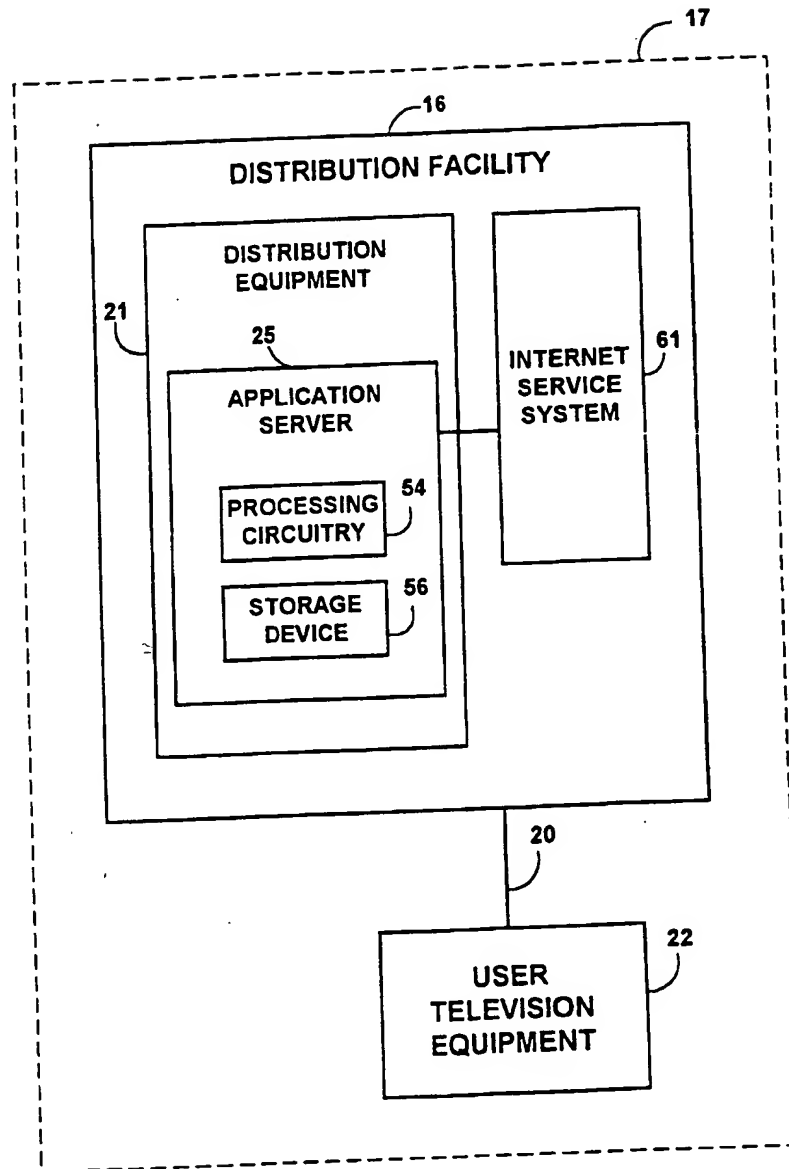 17
16
DISTRIBUTION FACILITY
DISTRIBUTION
EQUIPMENT
21
25
APPLICATION
SERVER
INTERNET
SERVICE
SYSTEM
61
PROCESSING
CIRCUITRY
54
STORAGE
DEVICE
56
20
USER
TELEVISION
EQUIPMENT
22